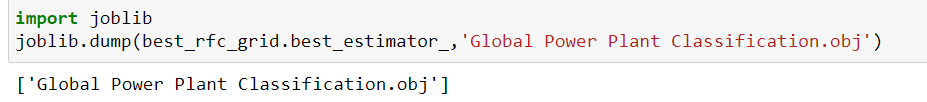 import joblib
joblib.dump(best_rfc_grid.best_estimator_,'Global Power Plant Classification.obj')
['Global Power Plant Classification.obj']